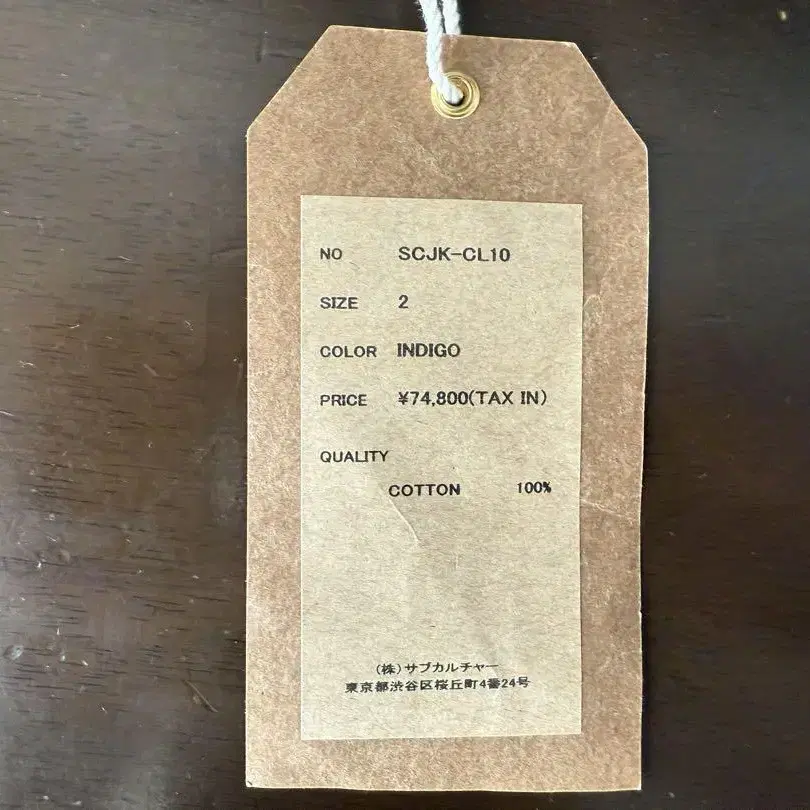 NO SCJK-CL10
SIZE 2
COLOR INDIGO
PRICE ¥74,800(TAX IN)
QUALITY
COTTON 100%
(株)サブカルチャー
東京都渋谷区桜丘町4番24号